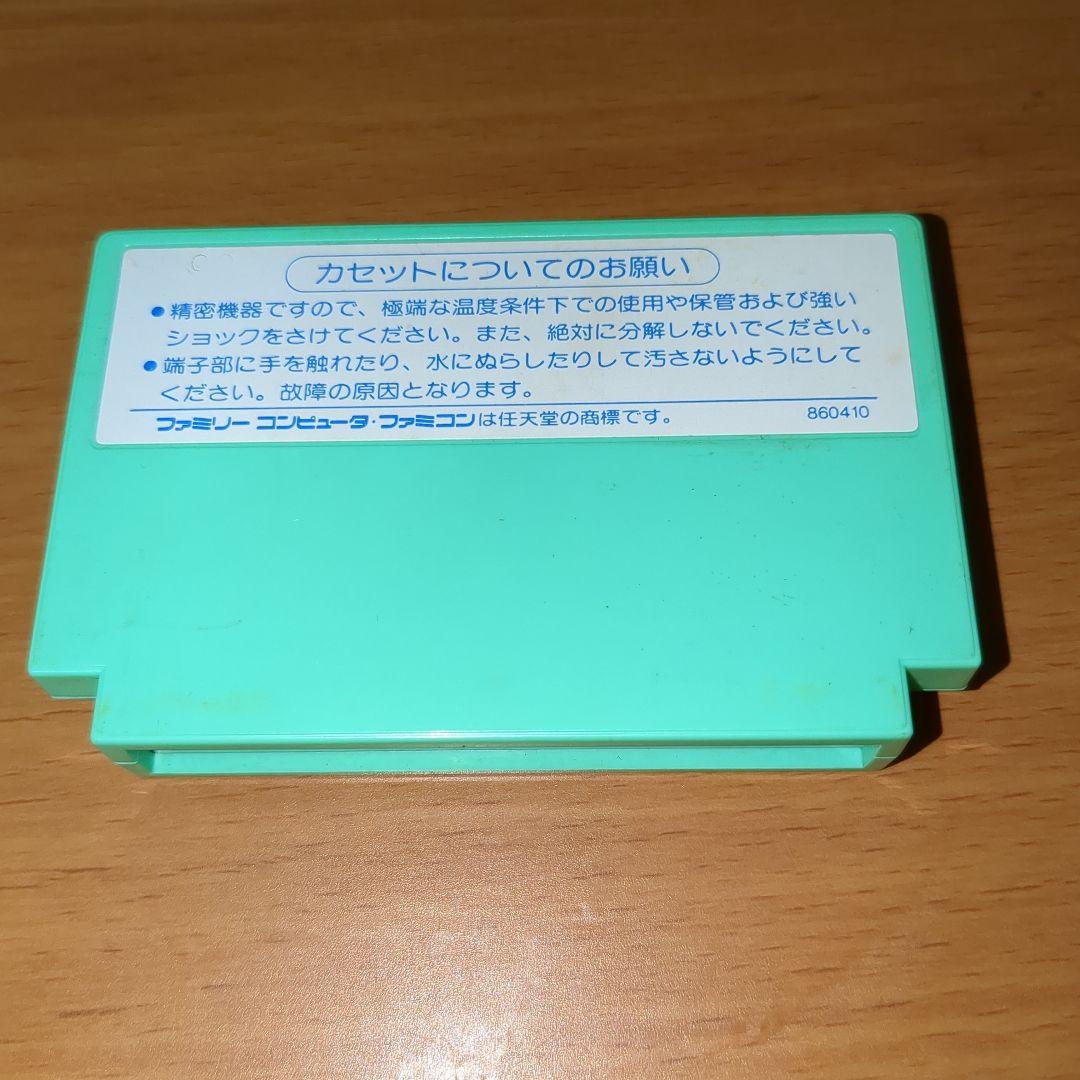 カセットについてのお願い
●精密機器ですので、極端な温度条件下での使用や保管および強い
ショックをさけてください。また、絶対に分解しないでください。
●端子部に手を触れたり、水にぬらしたりして汚さないようにして
ください。故障の原因となります。
ファミリー コンピュータ・ファミコンは任天堂の商標です。 860410